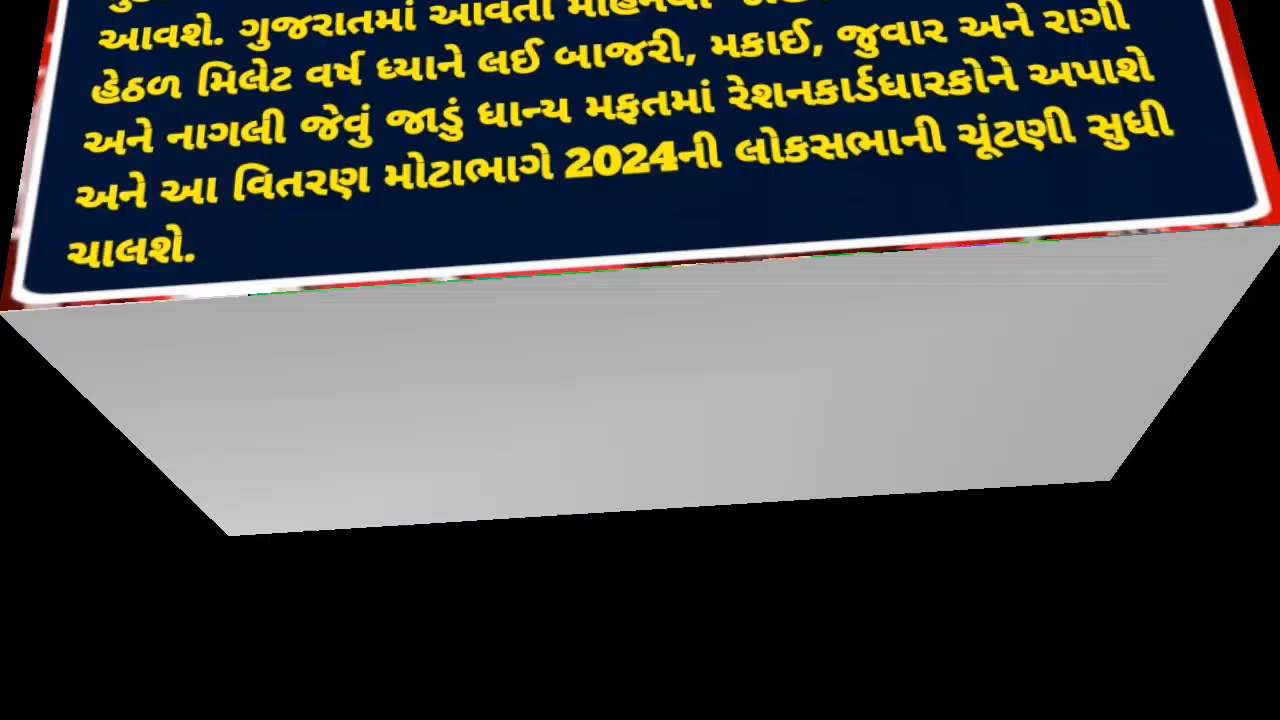 આવશે. ગુજરાતમાં આવતા
હેઠળ મિલેટ વર્ષ ધ્યાને લઈ બાજરી, મકાઈ, જુવાર અને રાગી
અને નાગલી જેવું જાડું ધાન્ય મફતમાં રેશનકાર્ડધારકોને અપાશે
અને આ વિતરણ મોટાભાગે 2024ની લોકસભાની ચૂંટણી સુધી
ચાલશે.